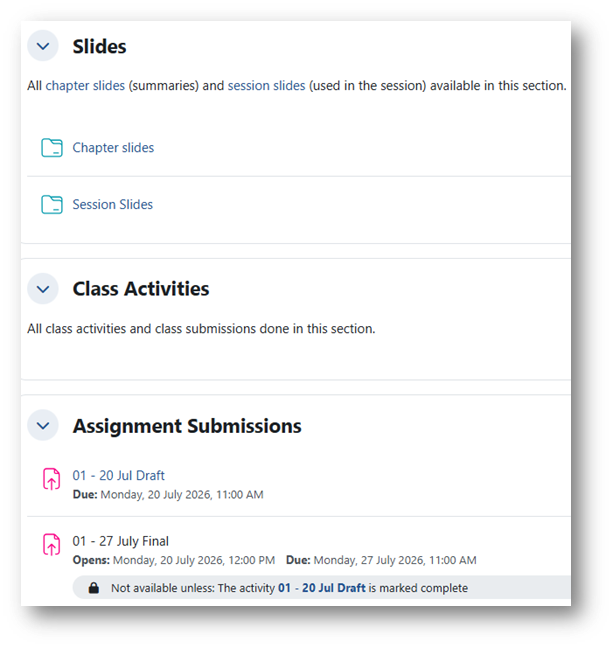 Slides
All chapter slides (summaries) and session slides (used in the session) available in this section.
Chapter slides
Session Slides
Class Activities
All class activities and class submissions done in this section.
Assignment Submissions
01 - 20 Jul Draft
Due: Monday, 20 July 2026, 11:00 AM
01 - 27 July Final
Opens: Monday, 20 July 2026, 12:00 PM Due: Monday, 27 July 2026, 11:00 AM
Not available unless: The activity 01 - 20 Jul Draft is marked complete